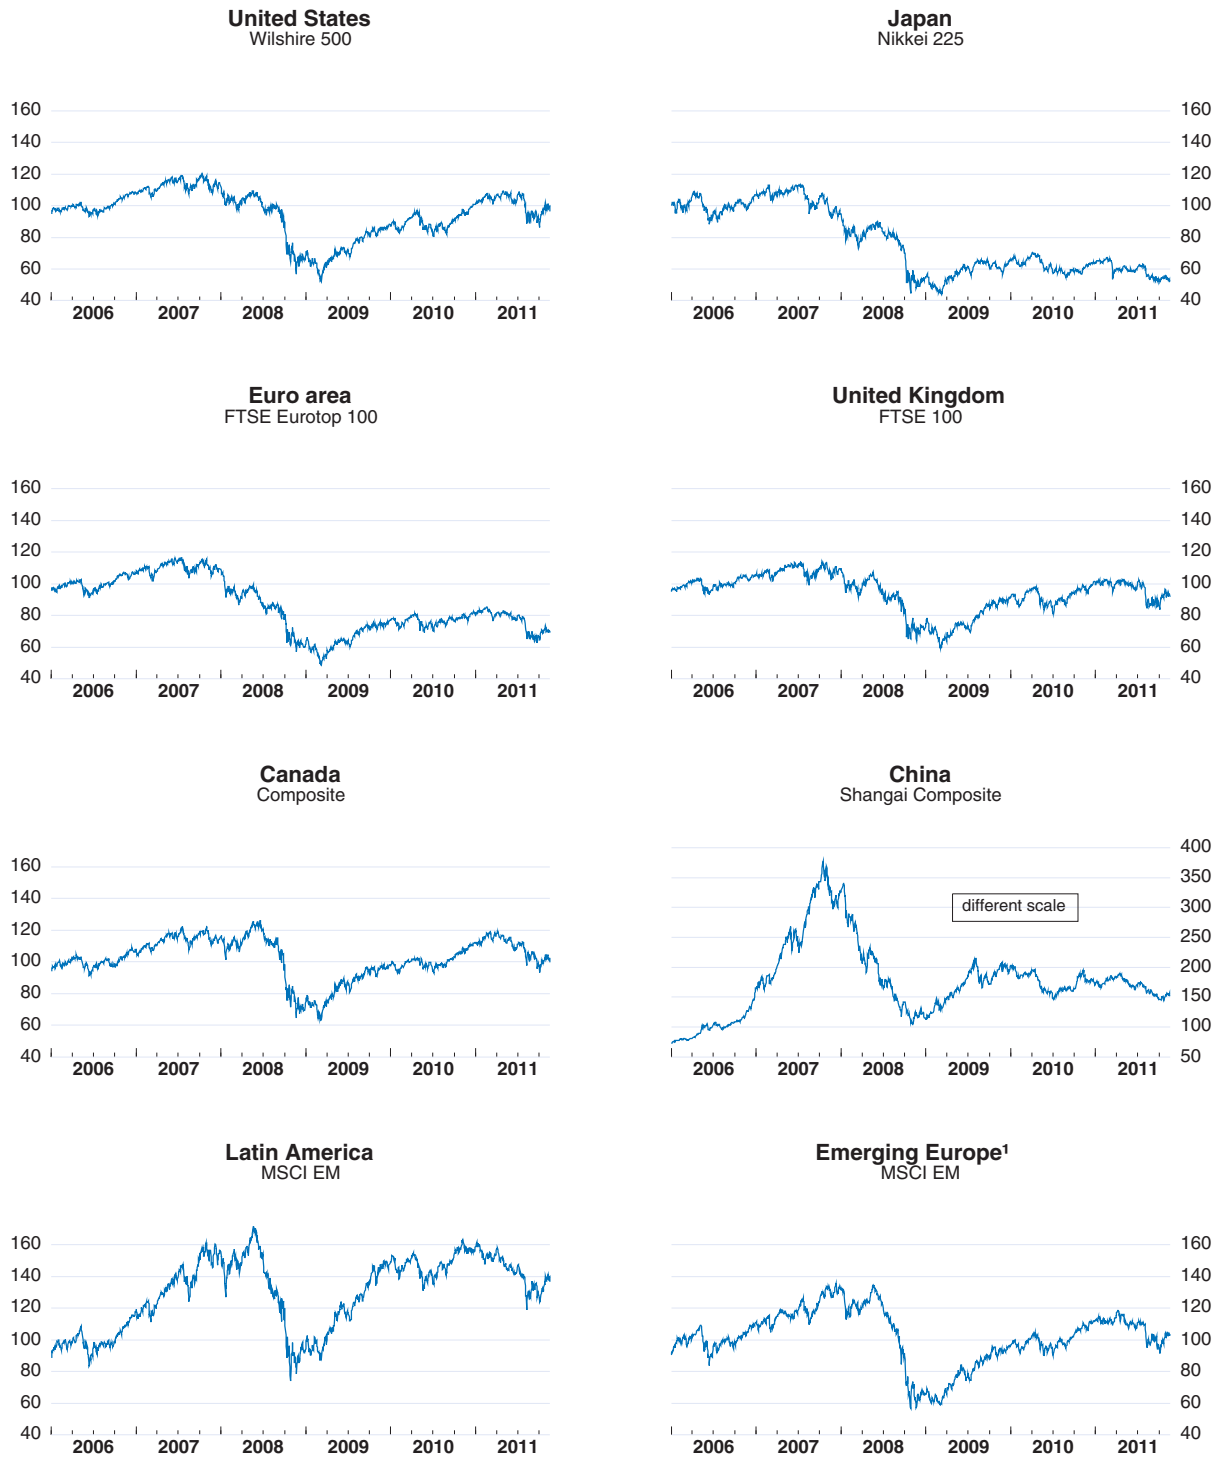 United States
Wilshire 500
160
140
120
100
80
60
40
2006 2007 2008 2009 2010 2011
Japan
Nikkei 225
160
140
120
100
80
60
40
2006 2007 2008 2009 2010 2011
Euro area
FTSE Eurotop 100
160
140
120
100
80
60
40
2006 2007 2008 2009 2010 2011
United Kingdom
FTSE 100
160
140
120
100
80
60
40
2006 2007 2008 2009 2010 2011
Canada
Composite
160
140
120
100
80
60
40
2006 2007 2008 2009 2010 2011
China
Shangai Composite
400
350
different scale
300
250
200
150
100
50
2006 2007 2008 2009 2010 2011
Latin America
MSCI EM
160
140
120
100
80
60
40
2006 2007 2008 2009 2010 2011
Emerging Europe¹
MSCI EM
160
140
120
100
80
60
40
2006 2007 2008 2009 2010 2011